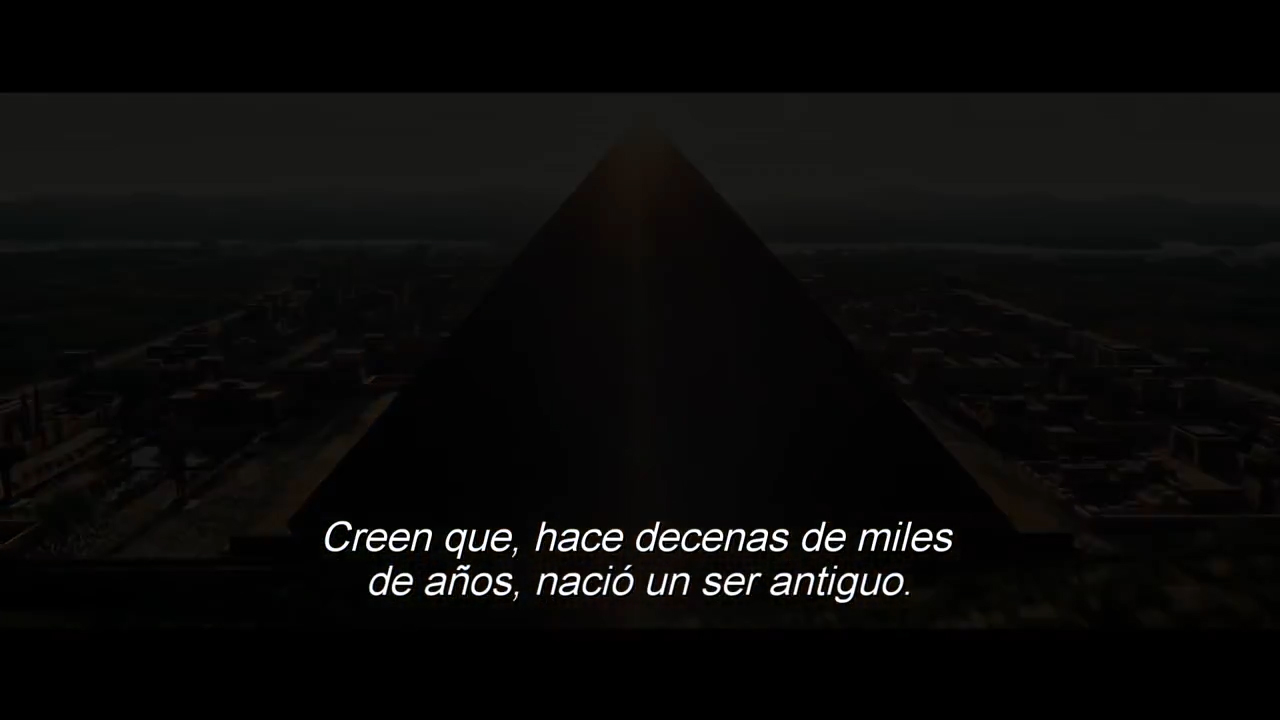 Creen que, hace decenas de miles
de años, nació un ser antiguo.